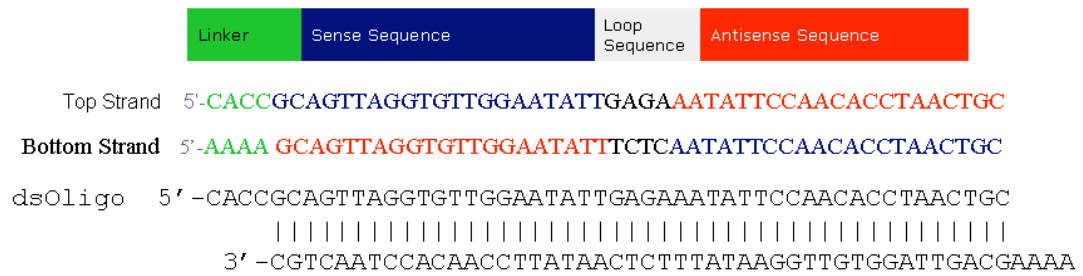 Linker Sense Sequence Loop Sequence Antisense Sequence
Top Strand 5'-CACCGCAGTTAGGTGTTGGAATATTGAGAAATATTCCAACACCTAACTGC
Bottom Strand 5'-AAAA GCAGTTAGGTGTTGGAATATTTCTCAATATTCCAACACCTAACTGC
dsOligo 5'-CACCGCAGTTAGGTGTTGGAATATTGAGAAATATTCCAACACCTAACTGC
3'-CGTCAATCCACAACCTTATAACTCTTTATAAGGTTGTGGATTGACGAAAA